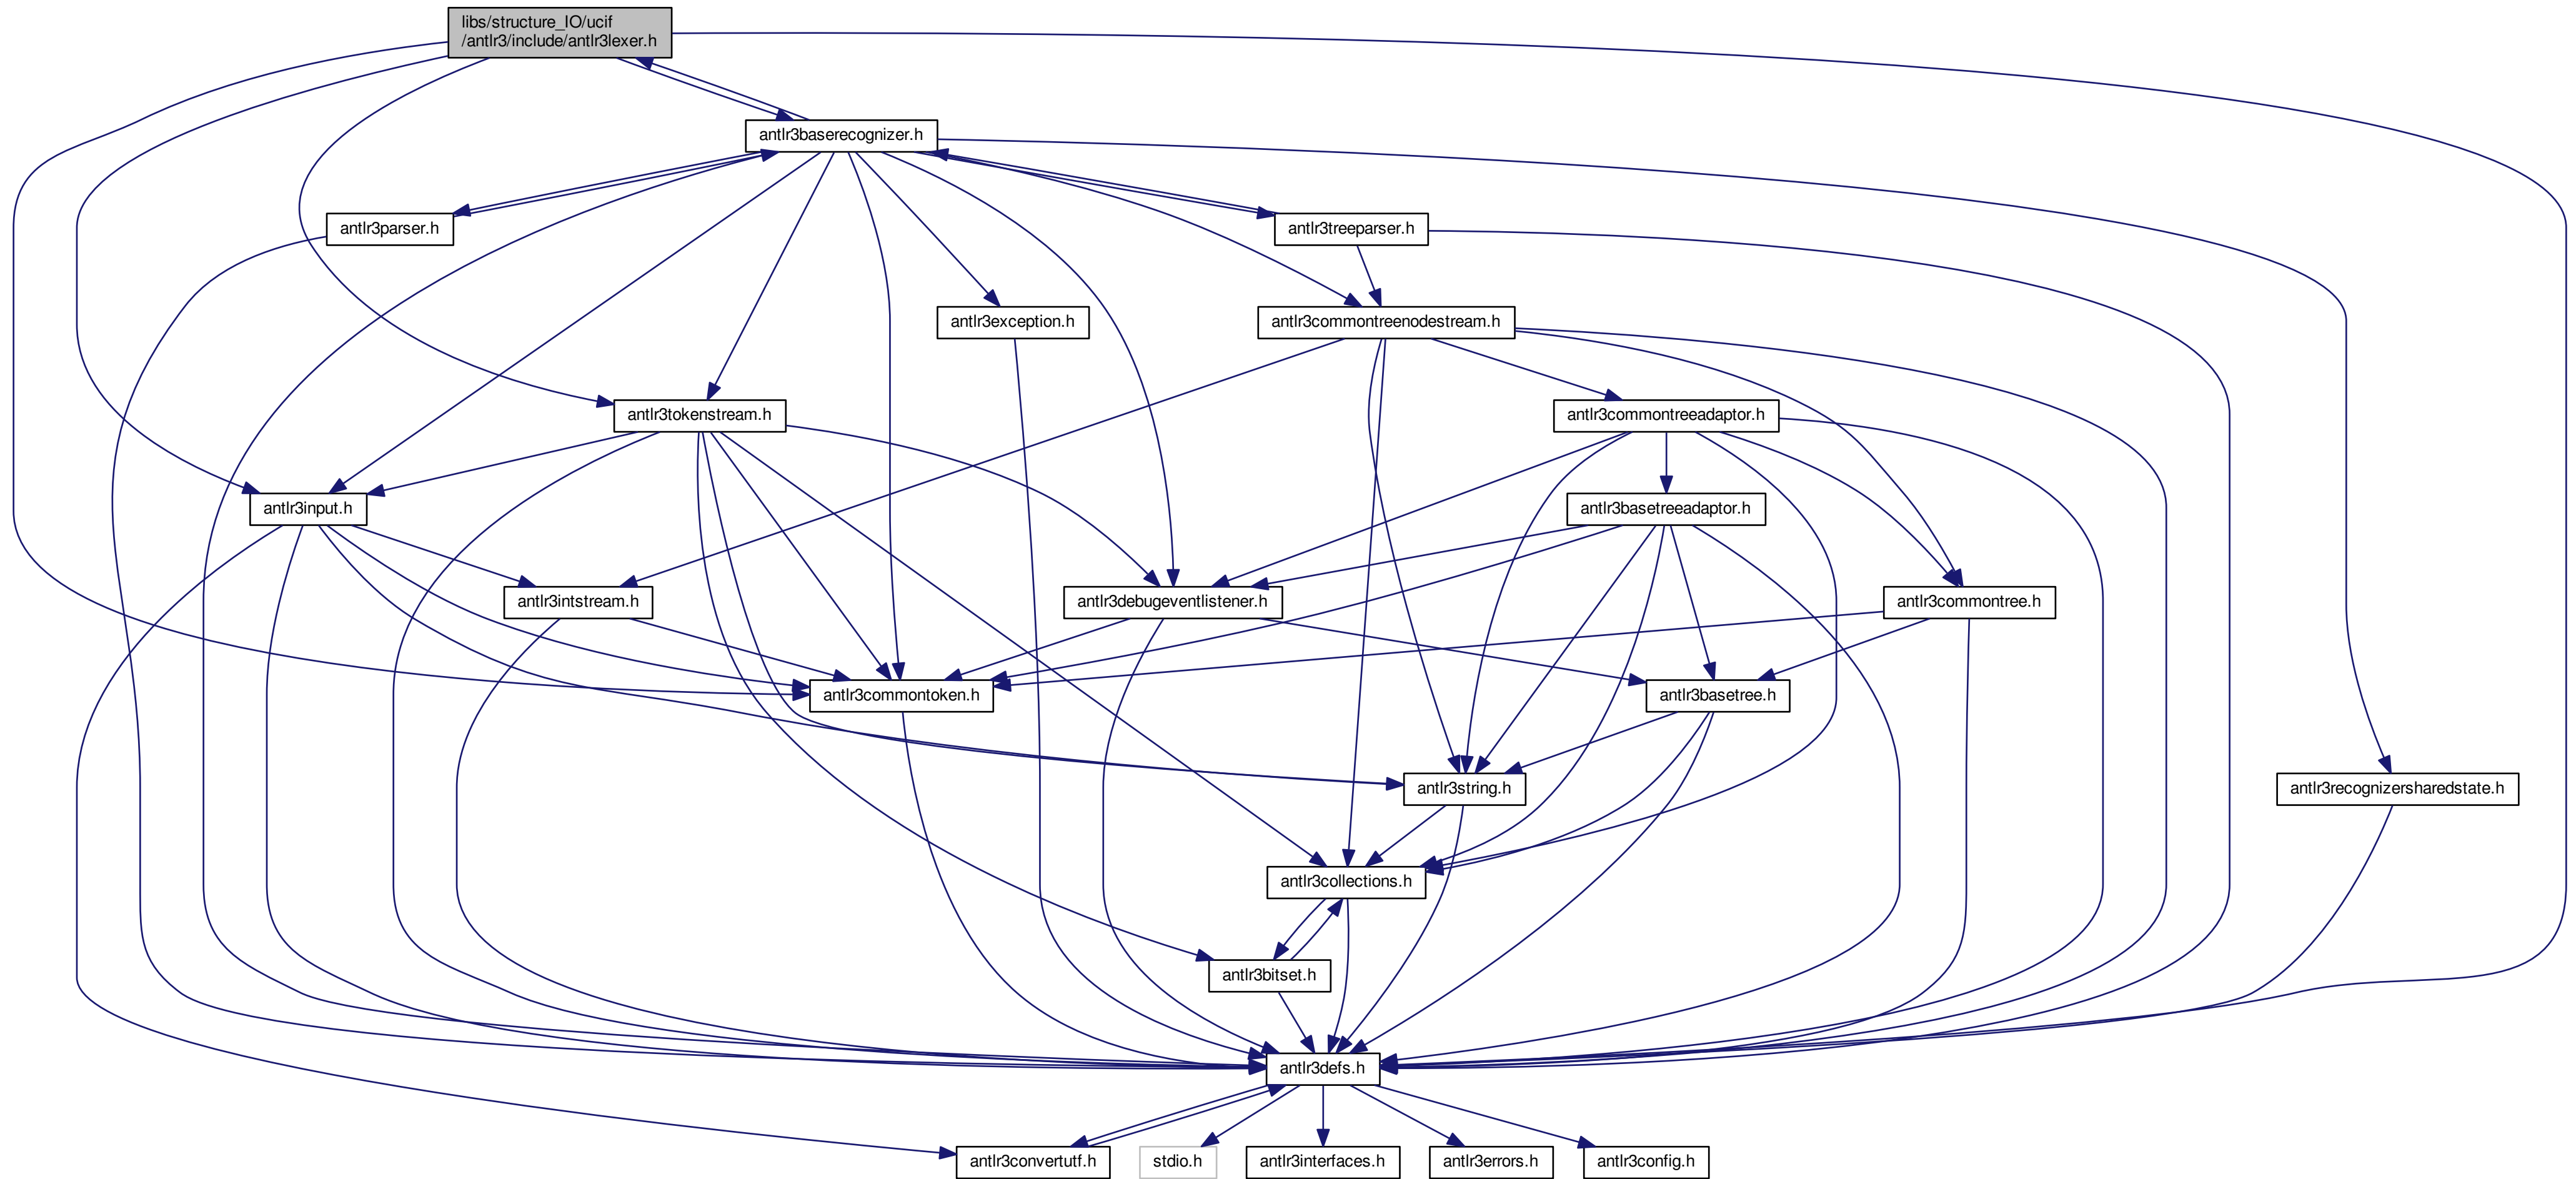 libs/structure_IO/ucif
/antlr3/include/antlr3lexer.h
antlr3baserecognizer.h
antlr3parser.h
antlr3treeparser.h
antlr3exception.h
antlr3commontreenodestream.h
antlr3tokenstream.h
antlr3commontreeadaptor.h
antlr3input.h
antlr3basetreeadaptor.h
antlr3intstream.h
antlr3debugeventlistener.h
antlr3commontree.h
antlr3commontoken.h
antlr3basetree.h
antlr3string.h
antlr3recognizersharedstate.h
antlr3collections.h
antlr3bitset.h
antlr3defs.h
antlr3convertutf.h
stdio.h
antlr3interfaces.h
antlr3errors.h
antlr3config.h